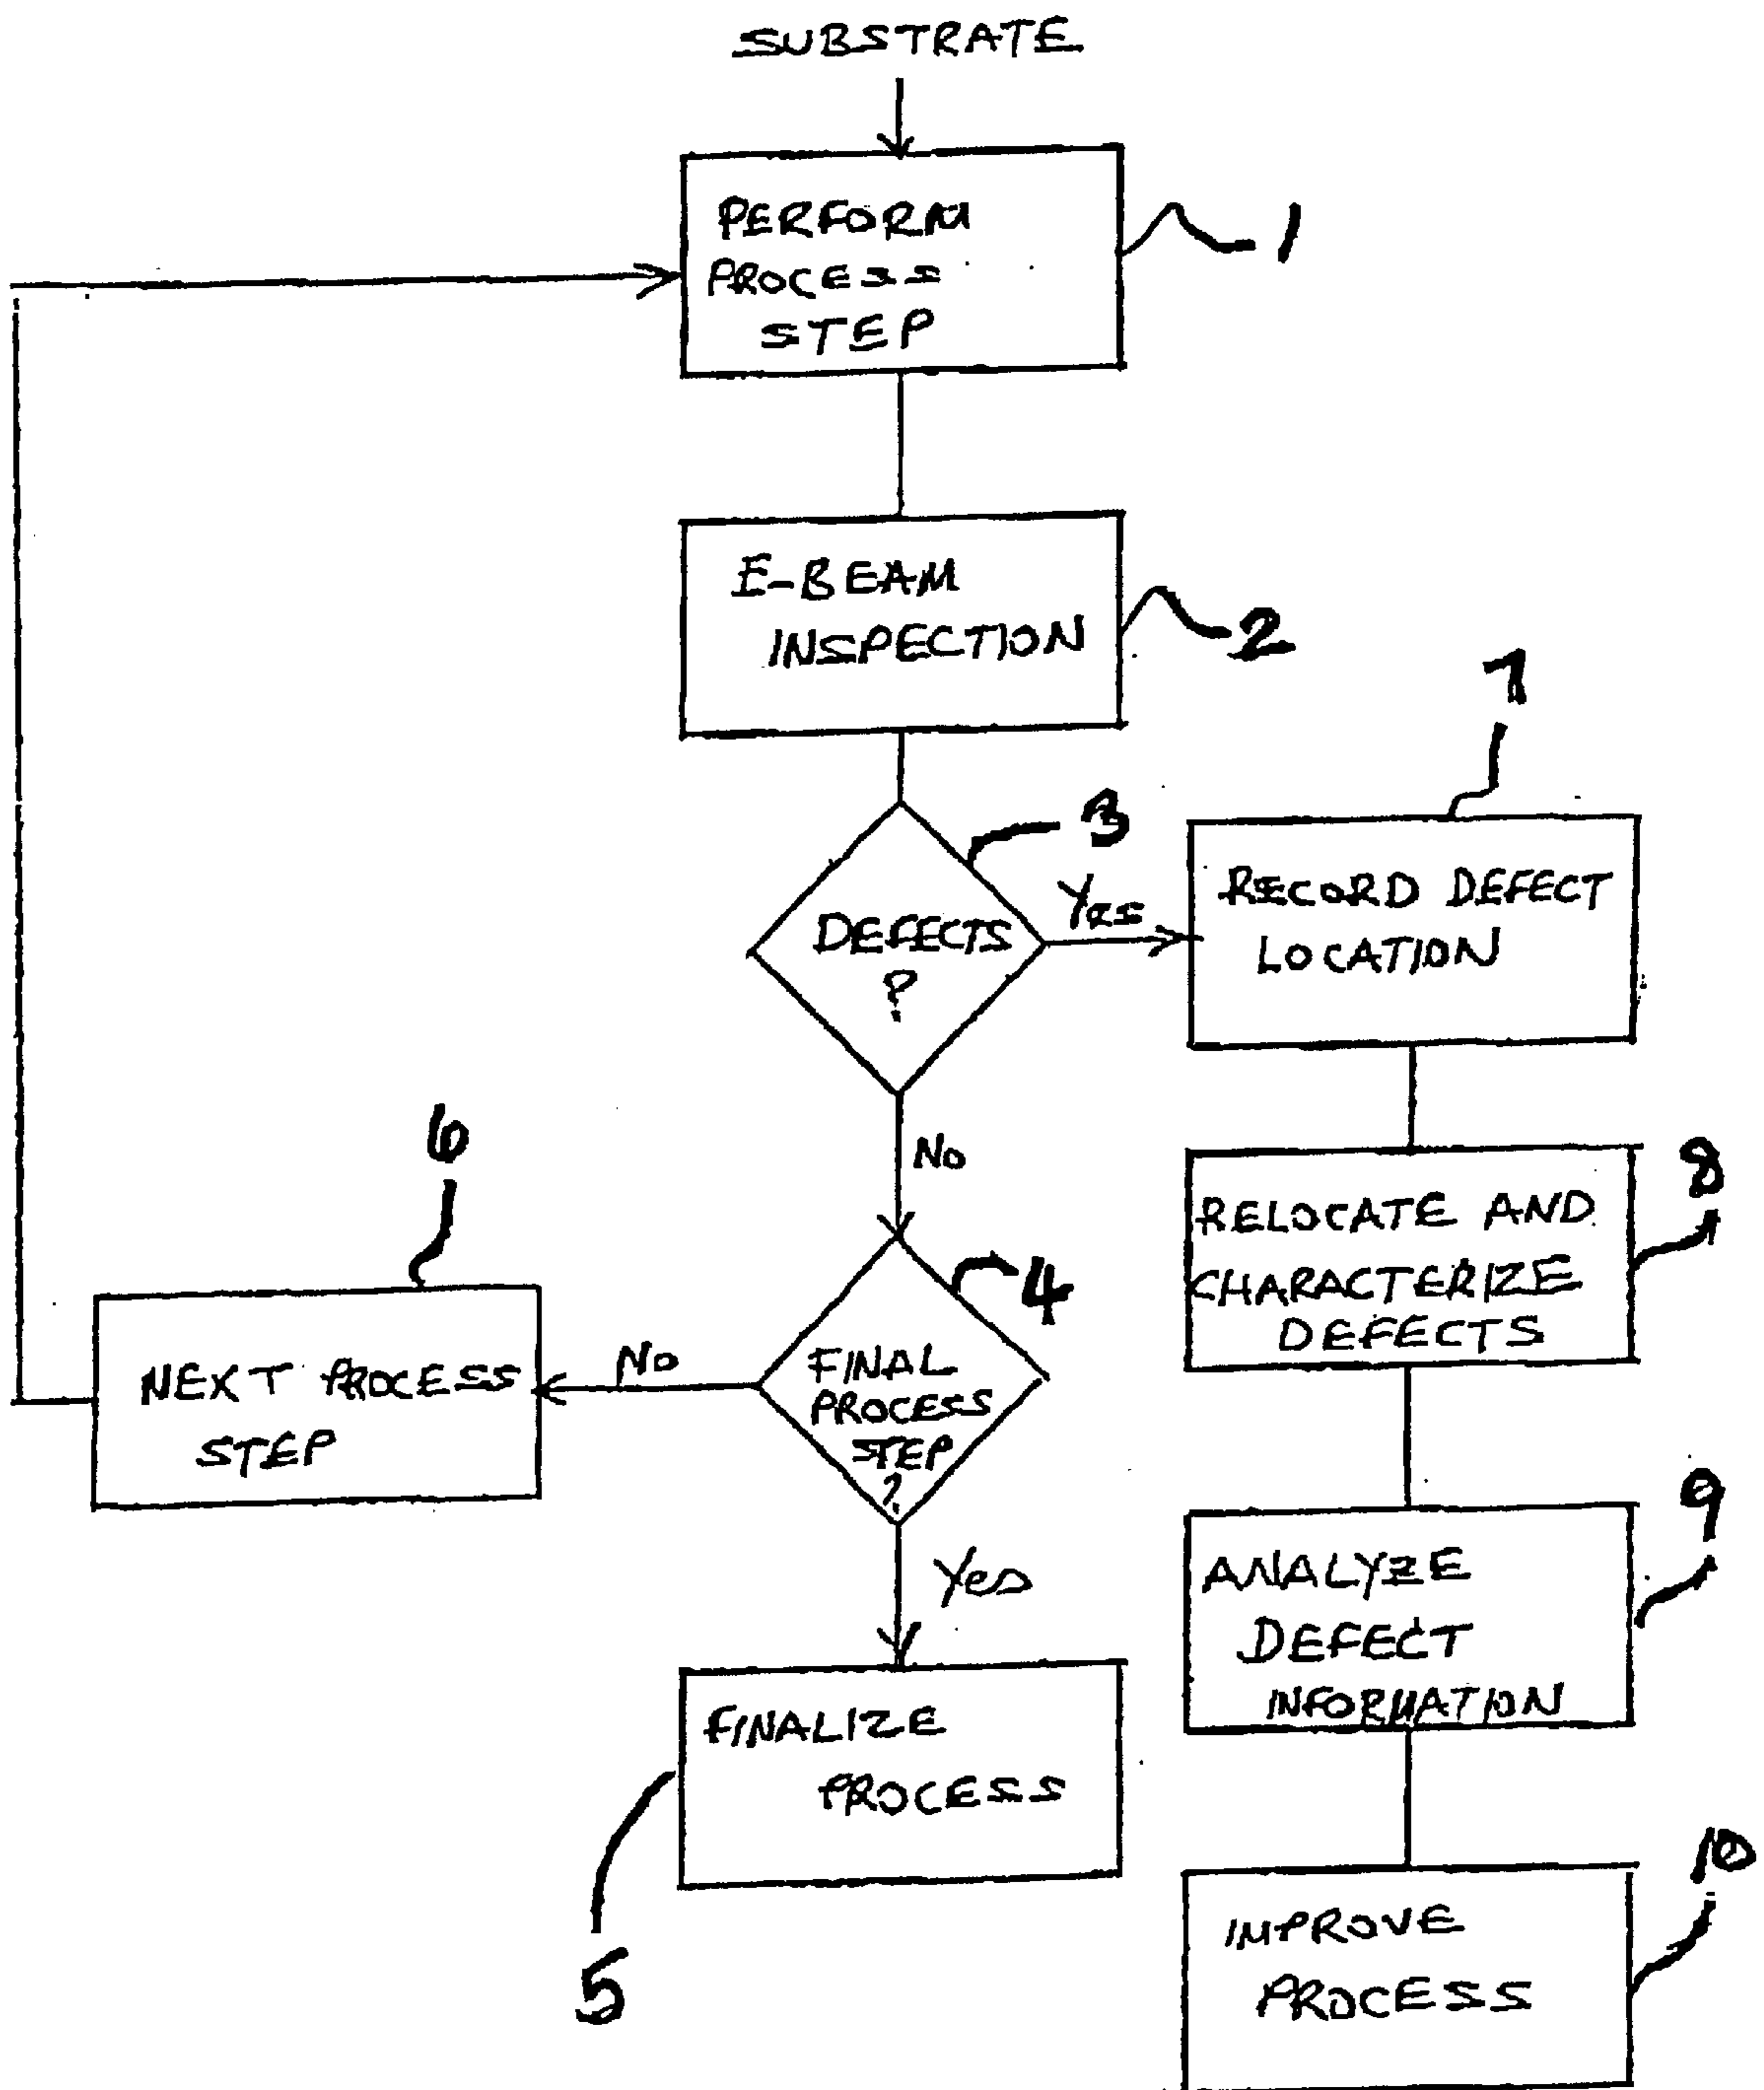 SUBSTRATE
PERFORM
PROCESS
STEP
1
E-BEAM
INSPECTION
2
3
DEFECTS
?
Yes
7
RECORD DEFECT
LOCATION
No
8
RELOCATE AND
CHARACTERIZE
DEFECTS
4
FINAL
PROCESS
STEP
?
No
6
NEXT PROCESS
STEP
Yes
9
ANALYZE
DEFECT
INFORMATION
FINALIZE
PROCESS
5
10
IMPROVE
PROCESS